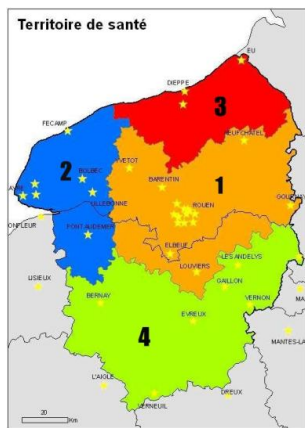 Territoire de santé
EU
DIEPPE
3
FECAMP
NEUFCHATEL
2
YVETOT
BOLBEC
BARENTIN
1
LILLEBONNE
ROUEN
PONT AUDEMER
ELBEUF
LES ANDELYS
LOUVIERS
LISIEUX
GAILLON
BERNAY
VERNON
EVREUX
4
MANTES-LA
L'AIGLE
DREUX
VERNEUIL
20
Km